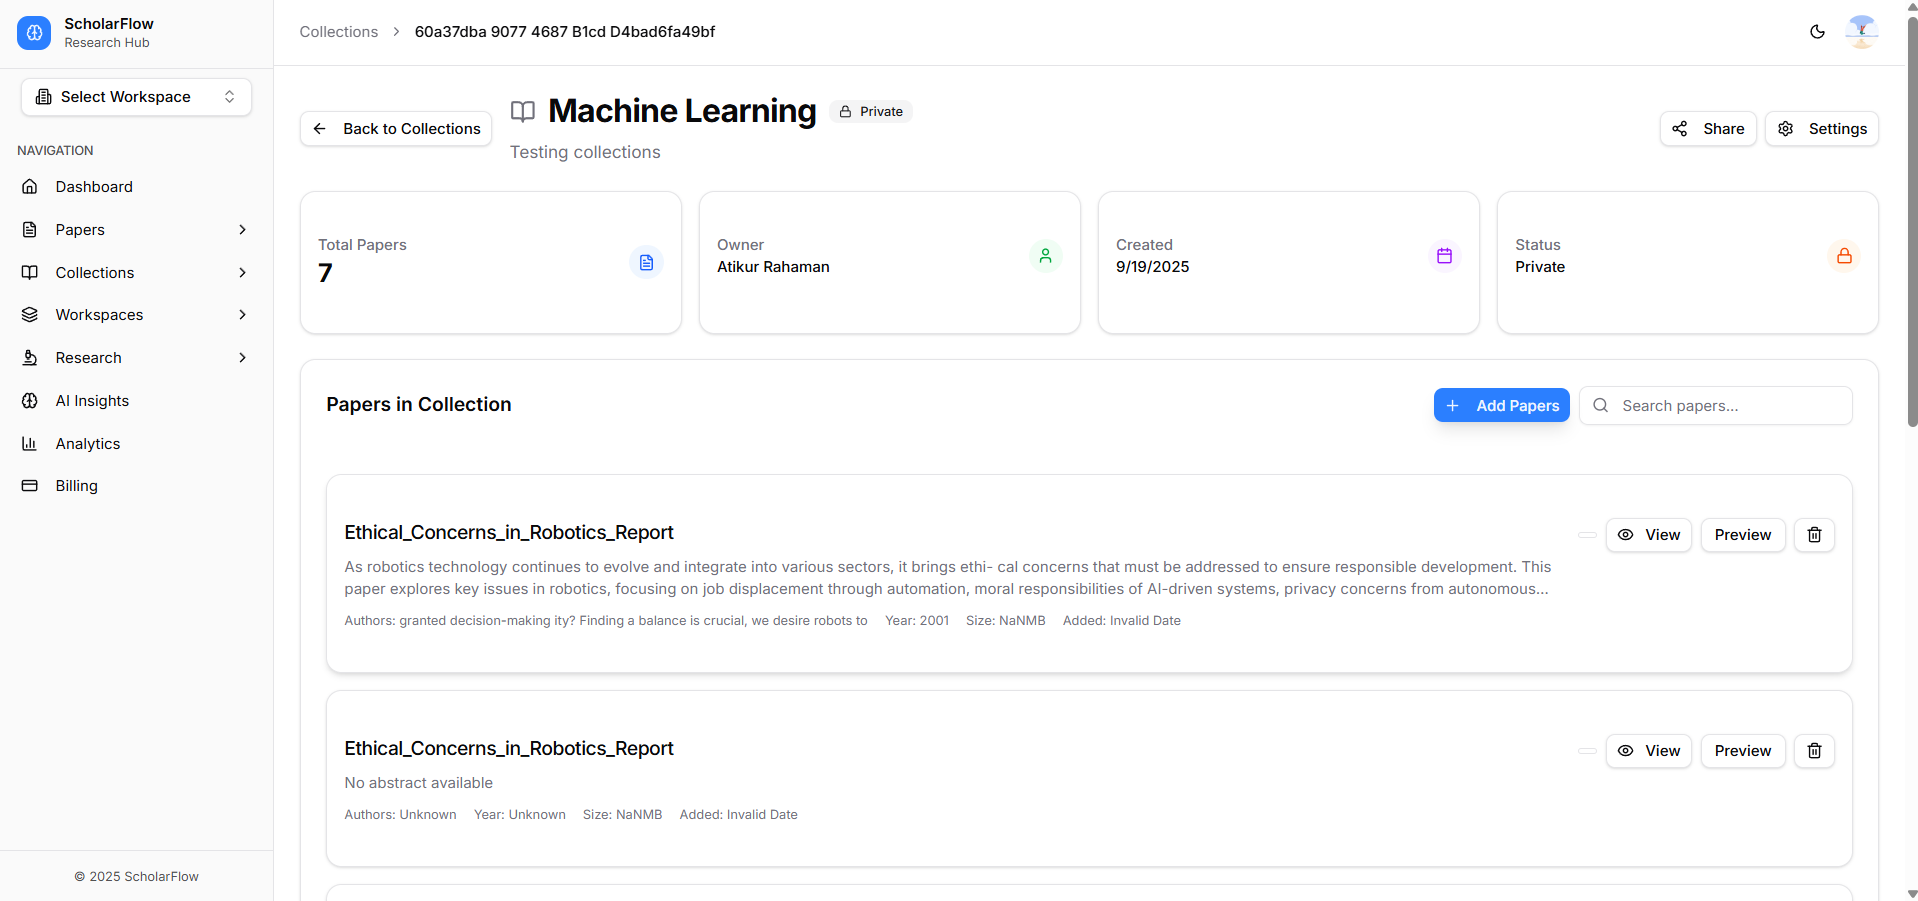 ScholarFlow
Research Hub
Select Workspace
NAVIGATION
Dashboard
Papers
Collections
Workspaces
Research
AI Insights
Analytics
Billing
© 2025 ScholarFlow
Collections > 60a37dba 9077 4687 B1cd D4bad6fa49bf
Back to Collections
Machine Learning
Private
Testing collections
Share
Settings
Total Papers
7
Owner
Atikur Rahaman
Created
9/19/2025
Status
Private
Papers in Collection
Add Papers
Search papers...
Ethical_Concerns_in_Robotics_Report
View
Preview
As robotics technology continues to evolve and integrate into various sectors, it brings ethi- cal concerns that must be addressed to ensure responsible development. This
paper explores key issues in robotics, focusing on job displacement through automation, moral responsibilities of AI-driven systems, privacy concerns from autonomous...
Authors: granted decision-making ity? Finding a balance is crucial, we desire robots to Year: 2001 Size: NaNMB Added: Invalid Date
Ethical_Concerns_in_Robotics_Report
View
Preview
No abstract available
Authors: Unknown Year: Unknown Size: NaNMB Added: Invalid Date